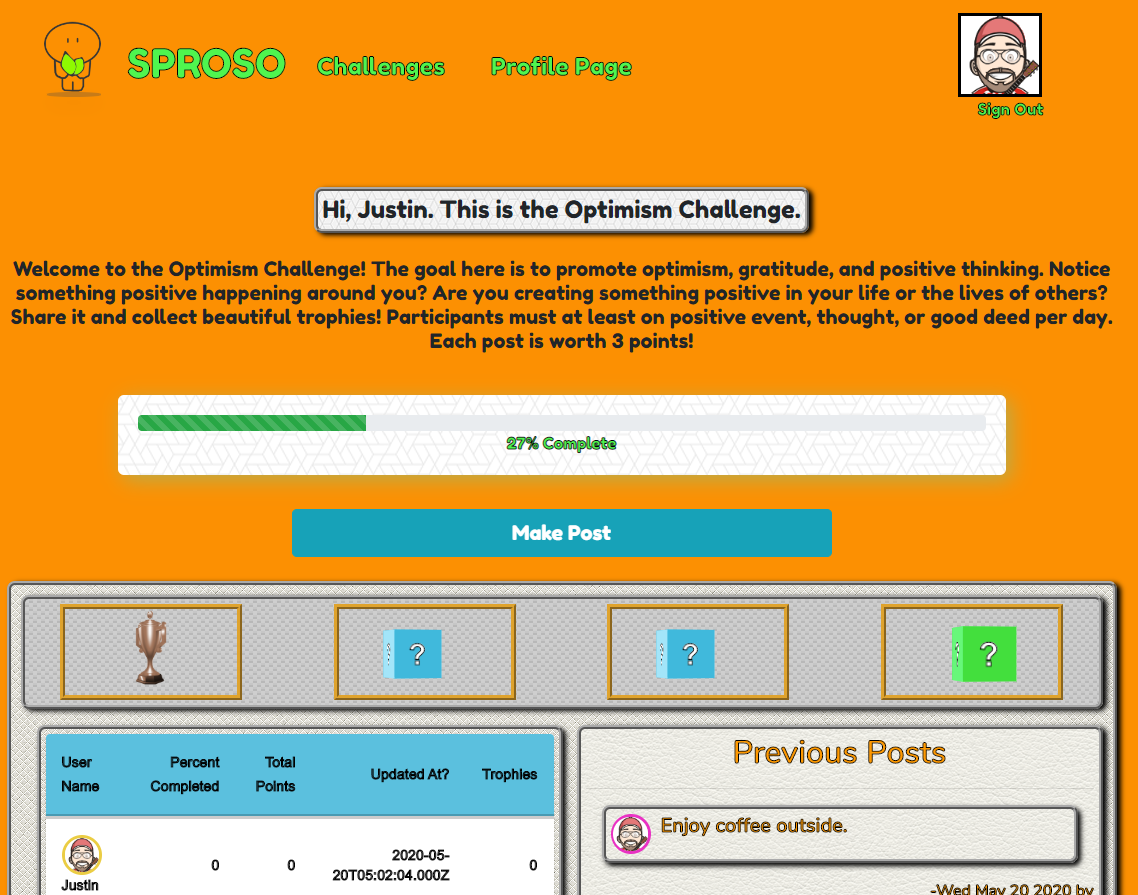 SPROSO
Challenges
Profile Page
Sign Out
Hi, Justin. This is the Optimism Challenge.
Welcome to the Optimism Challenge! The goal here is to promote optimism, gratitude, and positive thinking. Notice
something positive happening around you? Are you creating something positive in your life or the lives of others?
Share it and collect beautiful trophies! Participants must at least on positive event, thought, or good deed per day.
Each post is worth 3 points!
27% Complete
Make Post
?
?
?
User Name
Percent Completed
Total Points
Updated At?
Trophies
Justin
0
0
2020-05-
20T05:02:04.000Z
0
Previous Posts
Enjoy coffee outside.
-Wed May 20 2020 by